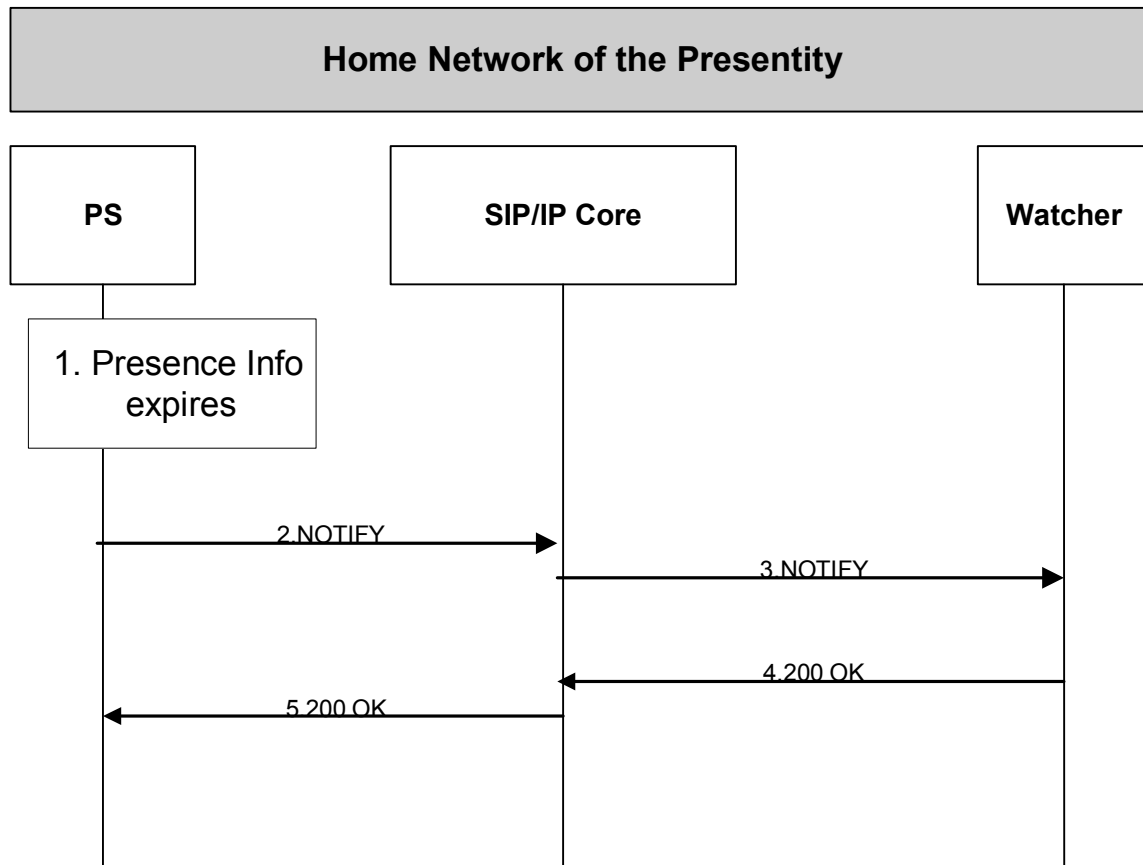 Home Network of the Presentity
PS
SIP/IP Core
Watcher
1. Presence Info
expires
2.NOTIFY
3.NOTIFY
4.200 OK
5.200 OK